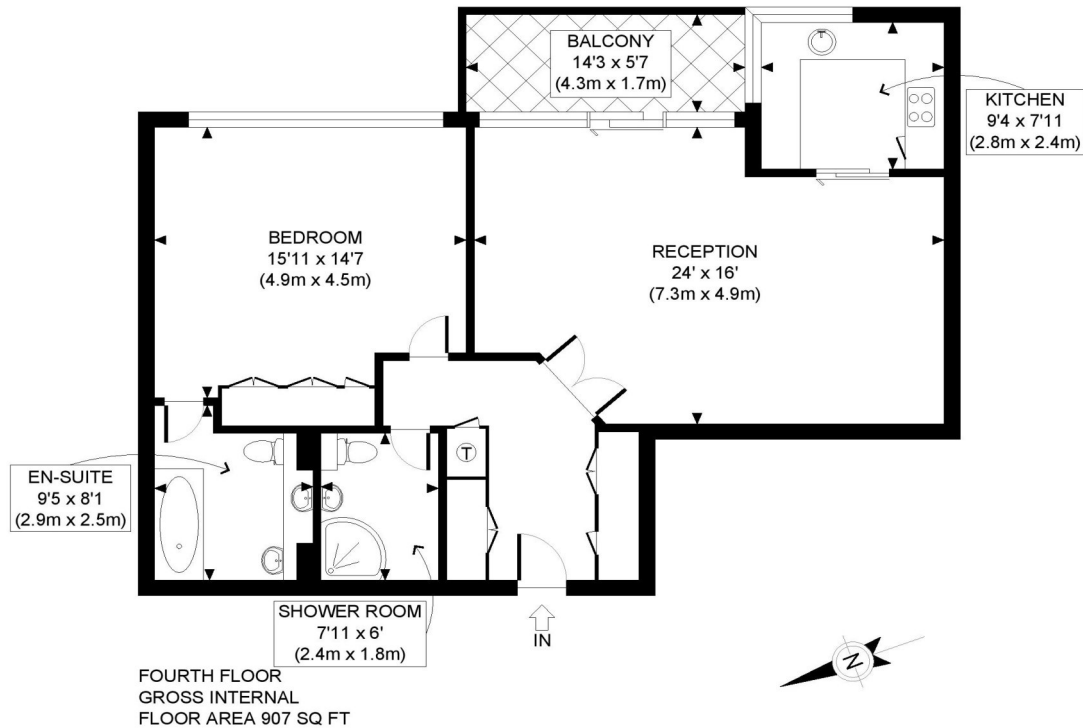 BALCONY
14'3 x 5'7
(4.3m x 1.7m)
T
KITCHEN
9'4 x 7'11
(2.8m x 2.4m)
BEDROOM
15'11 x 14'7
(4.9m x 4.5m)
RECEPTION
24' x 16'
(7.3m x 4.9m)
T
EN-SUITE
9'5 x 8'1
(2.9m x 2.5m)
SHOWER ROOM
7'11 x 6'
(2.4m x 1.8m)
IN
N
FOURTH FLOOR
GROSS INTERNAL
FLOOR AREA 907 SQ FT